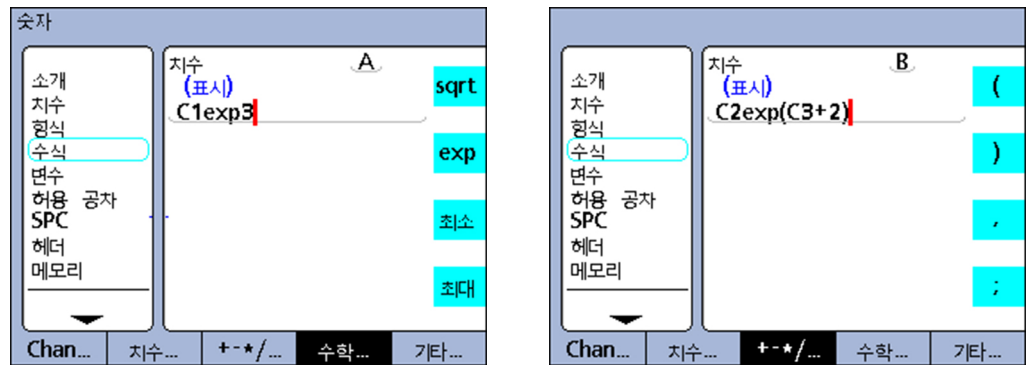 숫자
소개
치수
형식
수식
변수
허용 공차
SPC
헤더
메모리
치수 A
(표시)
C1exp3
sqrt
exp
최소
최대
Chan... 치수... +-*/... 수학... 기타...
소개
치수
형식
수식
변수
허용 공차
SPC
헤더
메모리
치수 B
(표시)
C2exp(C3+2)
(
)
,
;
Chan... 치수... +-*/... 수학... 기타...